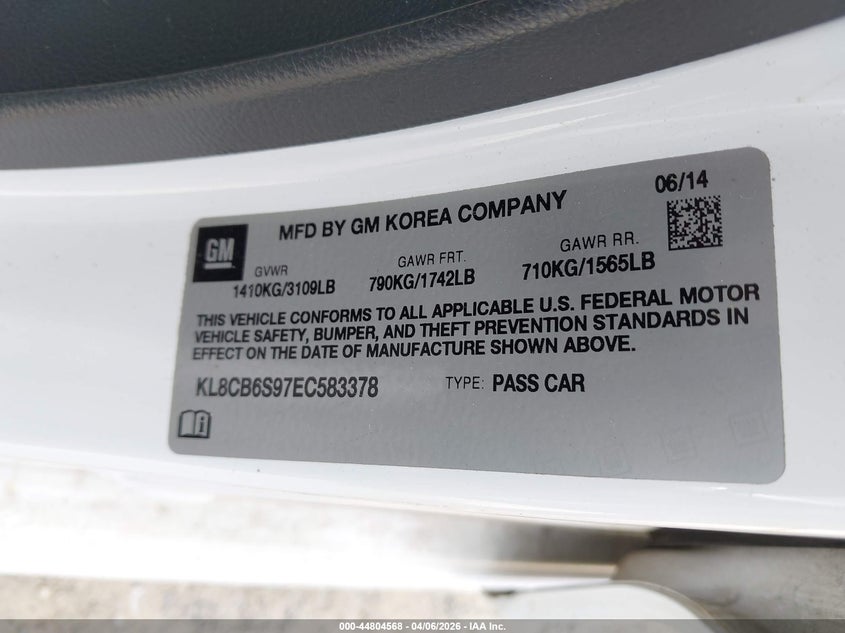 06/14
MFD BY GM KOREA COMPANY
GM
GVWR
1410KG/3109LB
GAWR FRT.
790KG/1742LB
GAWR RR.
710KG/1565LB
THIS VEHICLE CONFORMS TO ALL APPLICABLE U.S. FEDERAL MOTOR
VEHICLE SAFETY, BUMPER, AND THEFT PREVENTION STANDARDS IN
EFFECT ON THE DATE OF MANUFACTURE SHOWN ABOVE.
KL8CB6S97EC583378 TYPE: PASS CAR
000-44804568 | 04/06/2026 | IAA Inc.